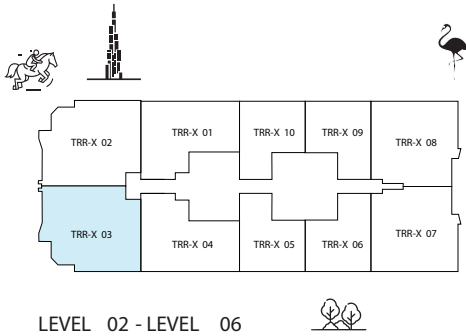 TRR-X 01
TRR-X 10
TRR-X 09
TRR-X 02
TRR-X 08
TRR-X 03
TRR-X 04
TRR-X 05
TRR-X 06
TRR-X 07
LEVEL 02 - LEVEL 06